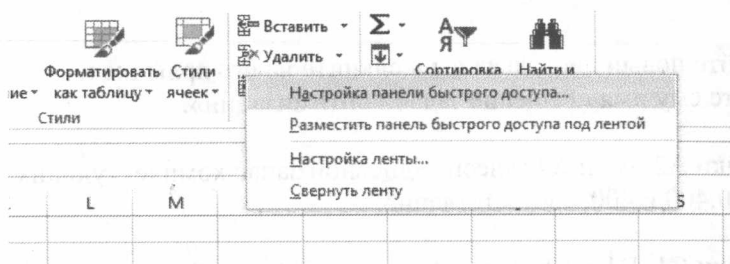 Вставить
Удалить
Форматировать Стили
как таблицу ячеек
Сортировка Найти и
ие
Стили
Настройка панели быстрого доступа...
Разместить панель быстрого доступа под лентой
Настройка ленты...
Свернуть ленту
L M S